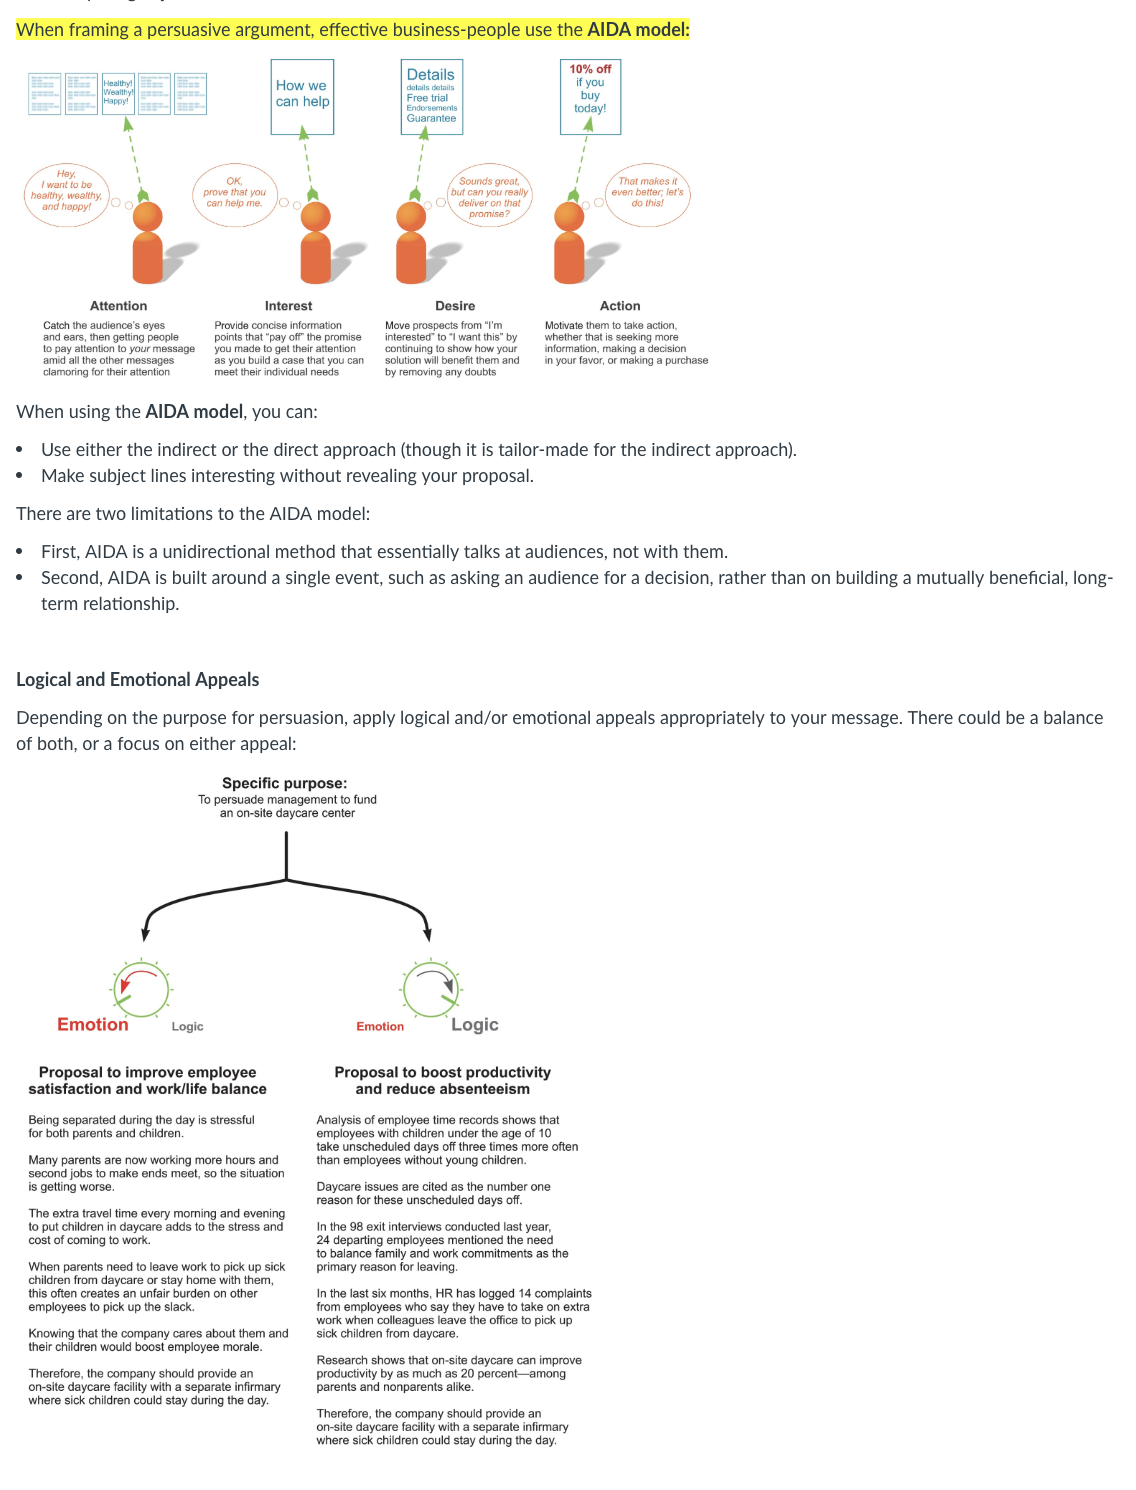 When framing a persuasive argument, effective business-people use the AIDA model:
Healthy!
Wealthy!
Happy!
How we
can help
Details
details details
Free trial
Endorsements
Guarantee
10% off
if you
buy
today!
Hey,
I want to be
healthy, wealthy,
and happy!
OK,
prove that you
can help me.
Sounds great,
but can you really
deliver on that
promise?
That makes it
even better; let's
do this!
Attention
Catch the audience's eyes
and ears, then getting people
to pay attention to your message
amid all the other messages
clamoring for their attention
Interest
Provide concise information
points that “pay off” the promise
you made to get their attention
as you build a case that you can
meet their individual needs
Desire
Move prospects from “I'm
interested” to “I want this” by
continuing to show how your
solution will benefit them and
by removing any doubts
Action
Motivate them to take action,
whether that is seeking more
information, making a decision
in your favor, or making a purchase
When using the AIDA model, you can:
• Use either the indirect or the direct approach (though it is tailor-made for the indirect approach).
• Make subject lines interesting without revealing your proposal.
There are two limitations to the AIDA model:
• First, AIDA is a unidirectional method that essentially talks at audiences, not with them.
• Second, AIDA is built around a single event, such as asking an audience for a decision, rather than on building a mutually beneficial, long-
term relationship.
Logical and Emotional Appeals
Depending on the purpose for persuasion, apply logical and/or emotional appeals appropriately to your message. There could be a balance
of both, or a focus on either appeal:
Specific purpose:
To persuade management to fund
an on-site daycare center
Emotion Logic
Emotion Logic
Proposal to improve employee
satisfaction and work/life balance
Being separated during the day is stressful
for both parents and children.
Many parents are now working more hours and
second jobs to make ends meet, so the situation
is getting worse.
The extra travel time every morning and evening
to put children in daycare adds to the stress and
cost of coming to work.
When parents need to leave work to pick up sick
children from daycare or stay home with them,
this often creates an unfair burden on other
employees to pick up the slack.
Knowing that the company cares about them and
their children would boost employee morale.
Therefore, the company should provide an
on-site daycare facility with a separate infirmary
where sick children could stay during the day.
Proposal to boost productivity
and reduce absenteeism
Analysis of employee time records shows that
employees with children under the age of 10
take unscheduled days off three times more often
than employees without young children.
Daycare issues are cited as the number one
reason for these unscheduled days off.
In the 98 exit interviews conducted last year,
24 departing employees mentioned the need
to balance family and work commitments as the
primary reason for leaving.
In the last six months, HR has logged 14 complaints
from employees who say they have to take on extra
work when colleagues leave the office to pick up
sick children from daycare.
Research shows that on-site daycare can improve
productivity by as much as 20 percent—among
parents and nonparents alike.
Therefore, the company should provide an
on-site daycare facility with a separate infirmary
where sick children could stay during the day.